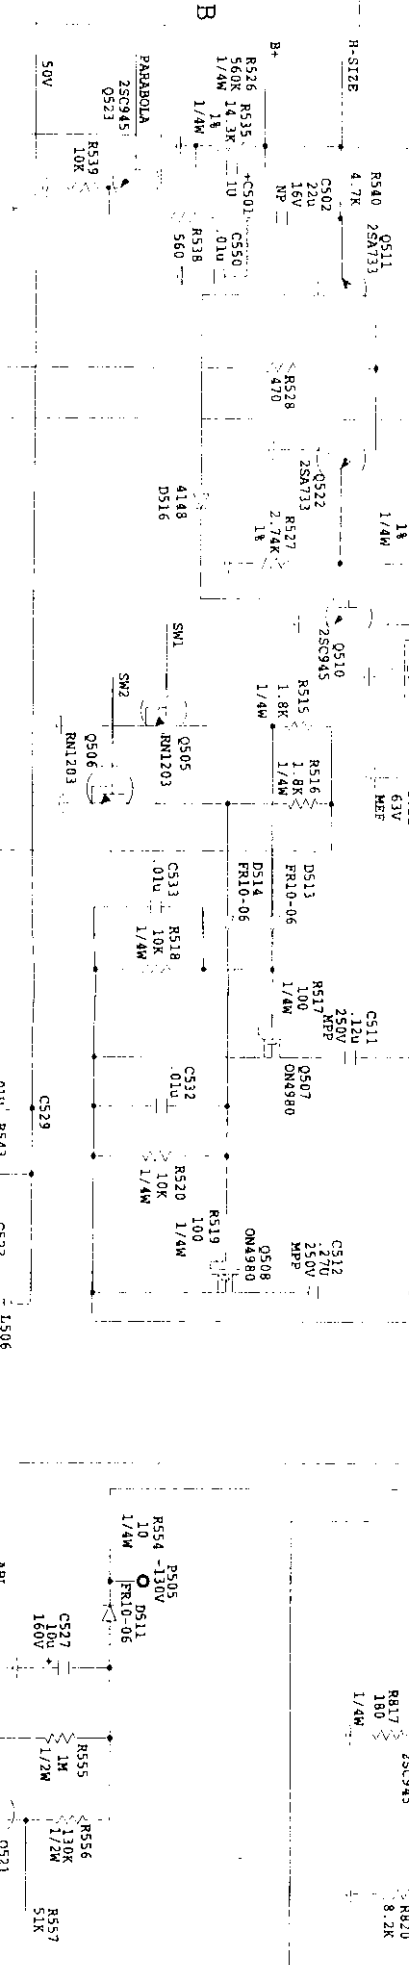 B
H-SIZE
B+
R526
560K
1/4W
R535
14.3K
1%
1/4W
PARABOLA
2SC945
Q523
50V
R539
10K
R540
4.7K
Q511
2SA733
C502
22u
16V
NP
+C501
1U
C550
.01u
R538
560
R528
470
Q522
2SA733
R527
2.74K
1%
4148
D516
1%
1/4W
Q510
2SC945
SW1
SW2
R515
1.8K
1/4W
Q505
RN1203
Q506
RN1203
R516
1.8K
1/4W
63V
MEF
D513
FR10-06
D514
FR10-06
C533
.01u
R518
10K
1/4W
R517
100
1/4W
C511
.12u
250V
MPP
Q507
ON4980
C532
.01u
C529
R520
10K
1/4W
R519
100
1/4W
Q508
ON4980
C512
.27U
250V
MPP
L506
P505
-130V
R554
10
1/4W
D511
FR10-06
C527
10u
160V
+
R555
1M
1/2W
R556
130K
1/2W
R557
51K
Q521
R817
180
1/4W
2SC945
R820
8.2K